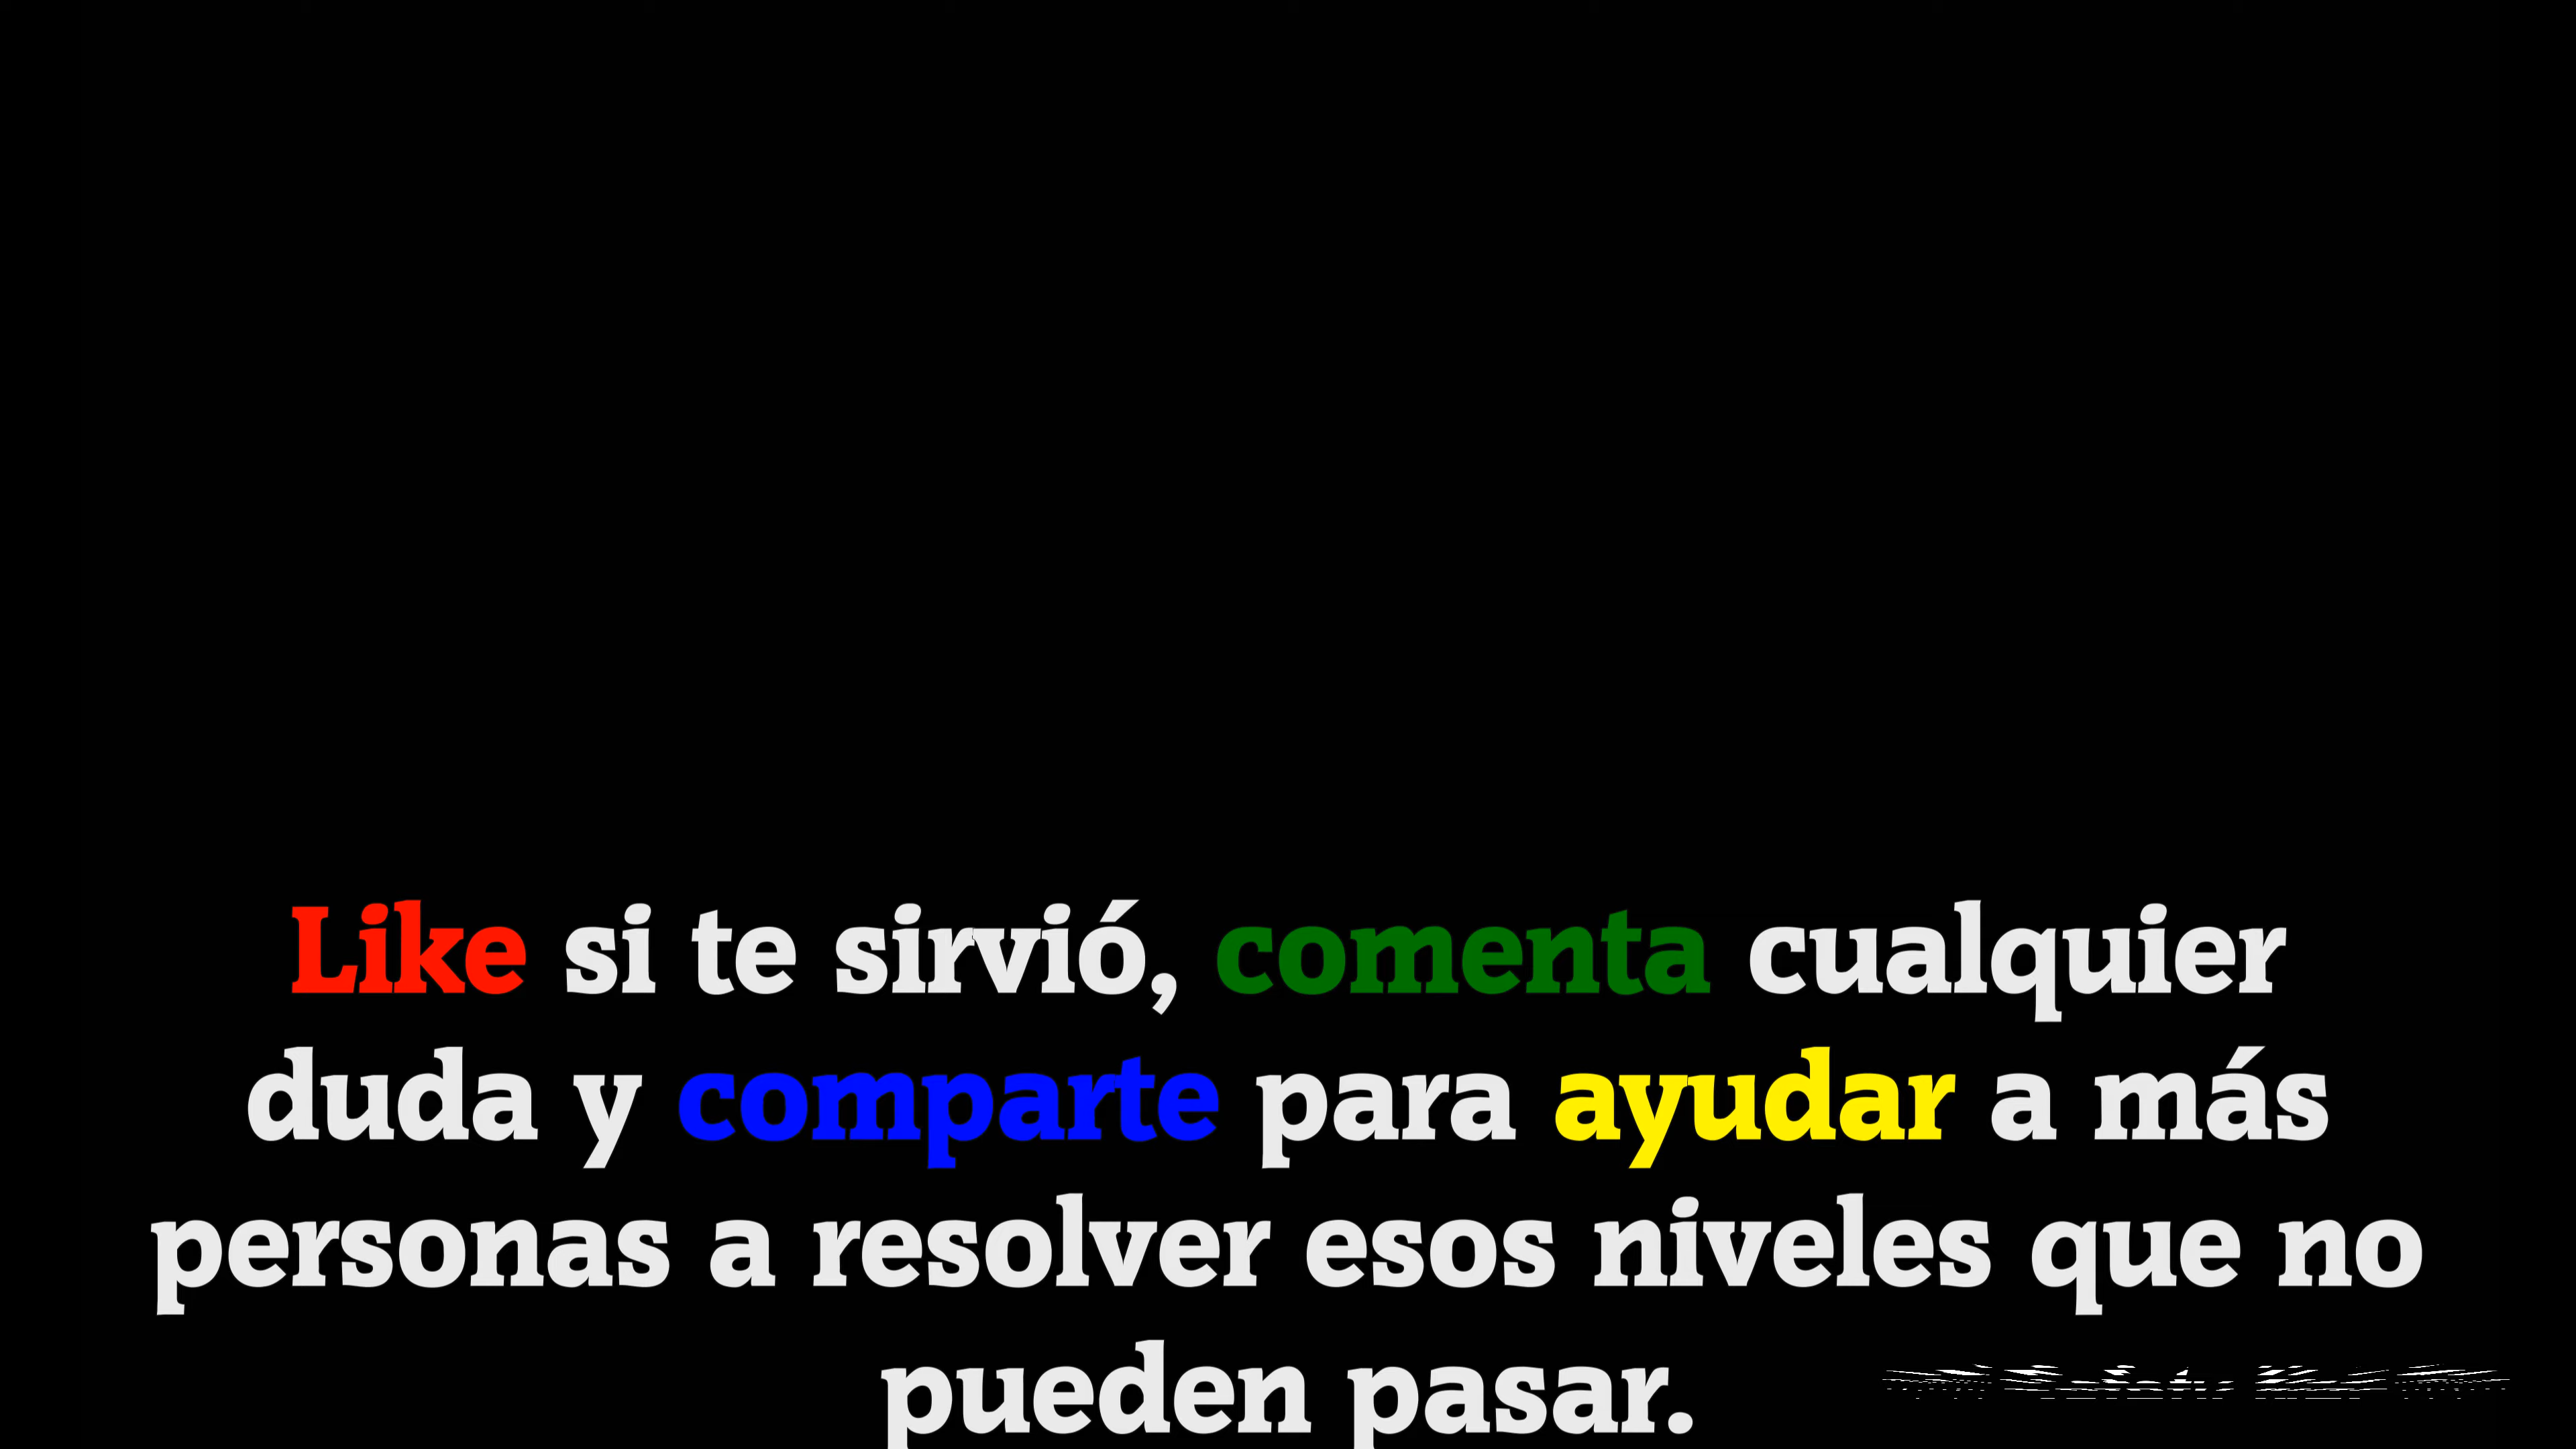 Like si te sirvió, comenta cualquier
duda y comparte para ayudar a más
personas a resolver esos niveles que no
pueden pasar.